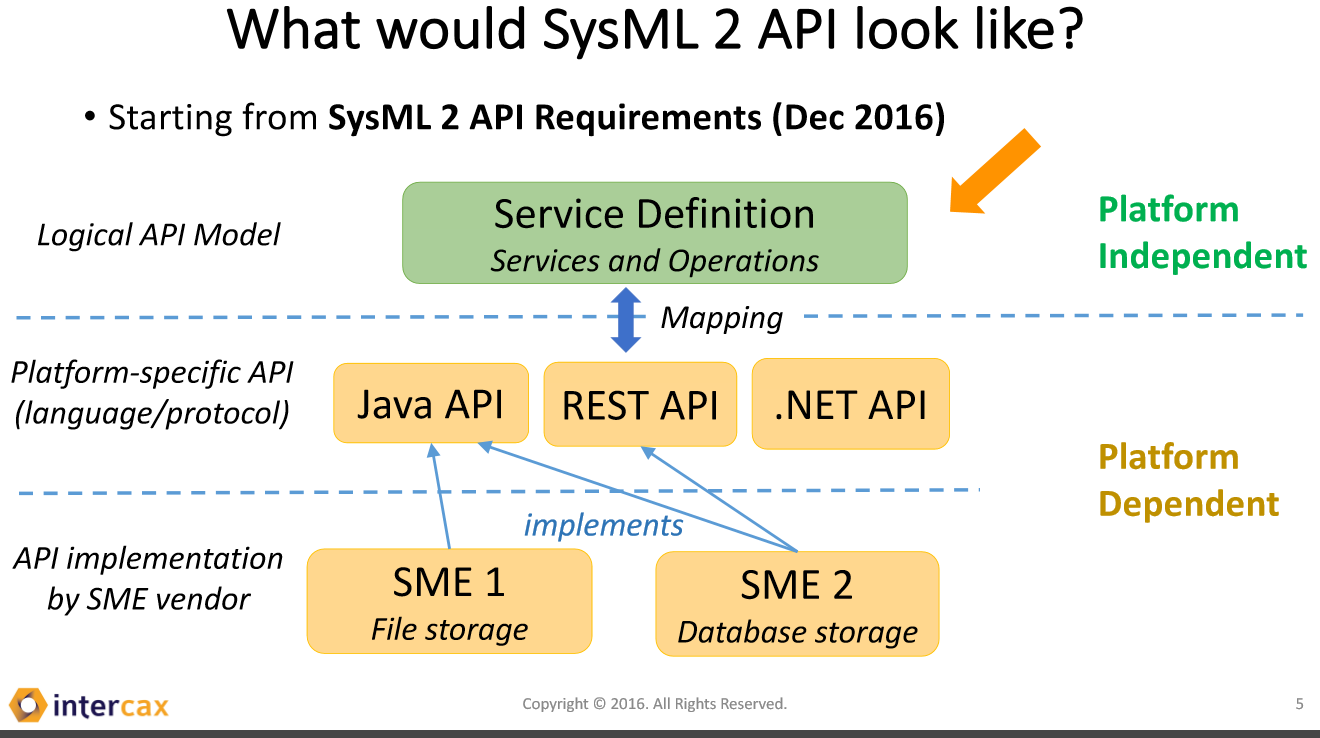 What would SysML 2 API look like?
• Starting from SysML 2 API Requirements (Dec 2016)
Logical API Model
Service Definition
Services and Operations
Platform
Independent
Mapping
Platform-specific API
(language/protocol)
Java API
REST API
.NET API
Platform
Dependent
implements
API implementation
by SME vendor
SME 1
File storage
SME 2
Database storage
intercax
Copyright © 2016. All Rights Reserved.
5